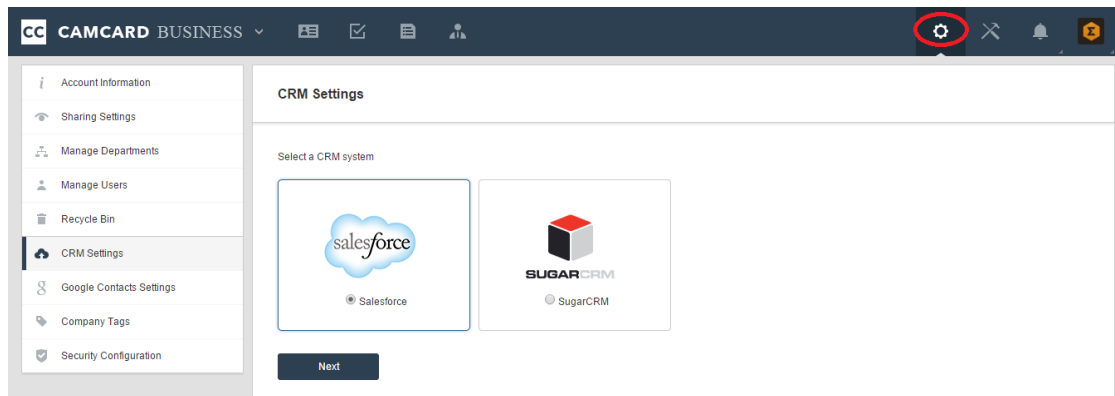 CC CAMCARD BUSINESS
i Account Information
Sharing Settings
Manage Departments
Manage Users
Recycle Bin
CRM Settings
8 Google Contacts Settings
Company Tags
Security Configuration
CRM Settings
Select a CRM system
salesforce
Salesforce
SUGARCRM
SugarCRM
Next